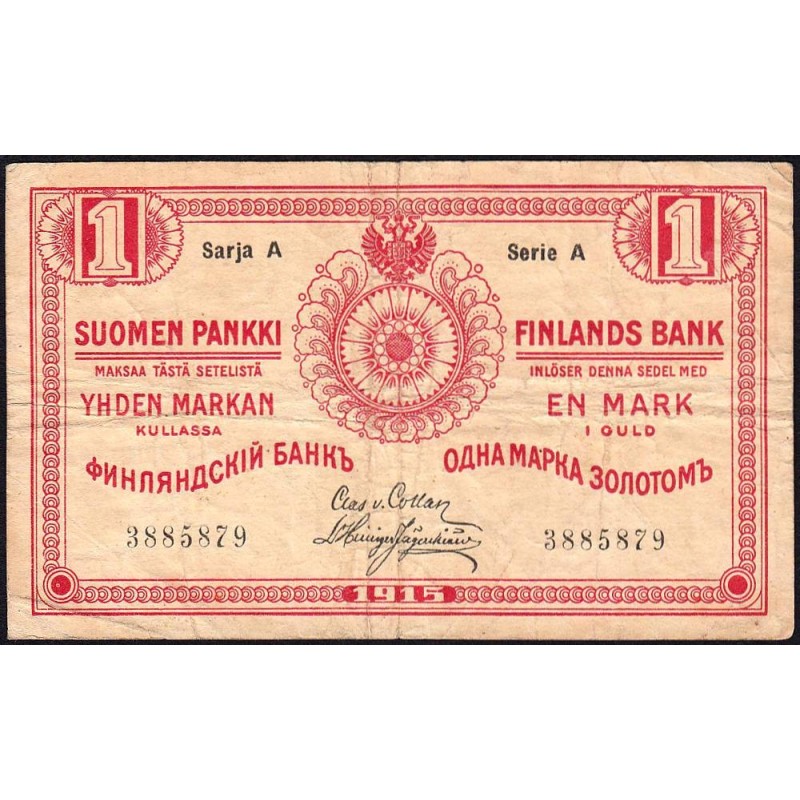 1 1
Sarja A Serie A
SUOMEN PANKKI FINLANDS BANK
MAKSAA TÄSTÄ SETELISTÄ INLÖSER DENNA SEDEL MED
YHDEN MARKAN EN MARK
KULLASSA I GULD
ФИНЛЯНДСКІЙ БАНКЪ ОДНА МАРКА ЗОЛОТОМЪ
Clas v. Collan
3885879 3885879
1915